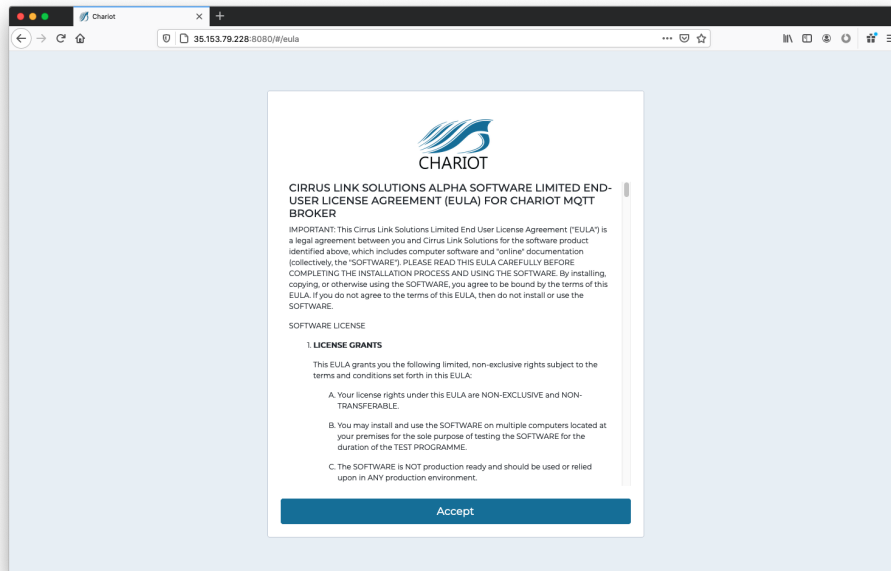 Chariot
35.153.79.228:8080/#/eula
CHARIOT
CIRRUS LINK SOLUTIONS ALPHA SOFTWARE LIMITED END-
USER LICENSE AGREEMENT (EULA) FOR CHARIOT MQTT
BROKER
IMPORTANT: This Cirrus Link Solutions Limited End User License Agreement ("EULA") is
a legal agreement between you and Cirrus Link Solutions for the software product
identified above, which includes computer software and "online" documentation
(collectively, the "SOFTWARE"). PLEASE READ THIS EULA CAREFULLY BEFORE
COMPLETING THE INSTALLATION PROCESS AND USING THE SOFTWARE. By installing,
copying, or otherwise using the SOFTWARE, you agree to be bound by the terms of this
EULA. If you do not agree to the terms of this EULA, then do not install or use the
SOFTWARE.
SOFTWARE LICENSE
1. LICENSE GRANTS
This EULA grants you the following limited, non-exclusive rights subject to the
terms and conditions set forth in this EULA:
A. Your license rights under this EULA are NON-EXCLUSIVE and NON-
TRANSFERABLE.
B. You may install and use the SOFTWARE on multiple computers located at
your premises for the sole purpose of testing the SOFTWARE for the
duration of the TEST PROGRAMME.
C. The SOFTWARE is NOT production ready and should be used or relied
upon in ANY production environment.
Accept